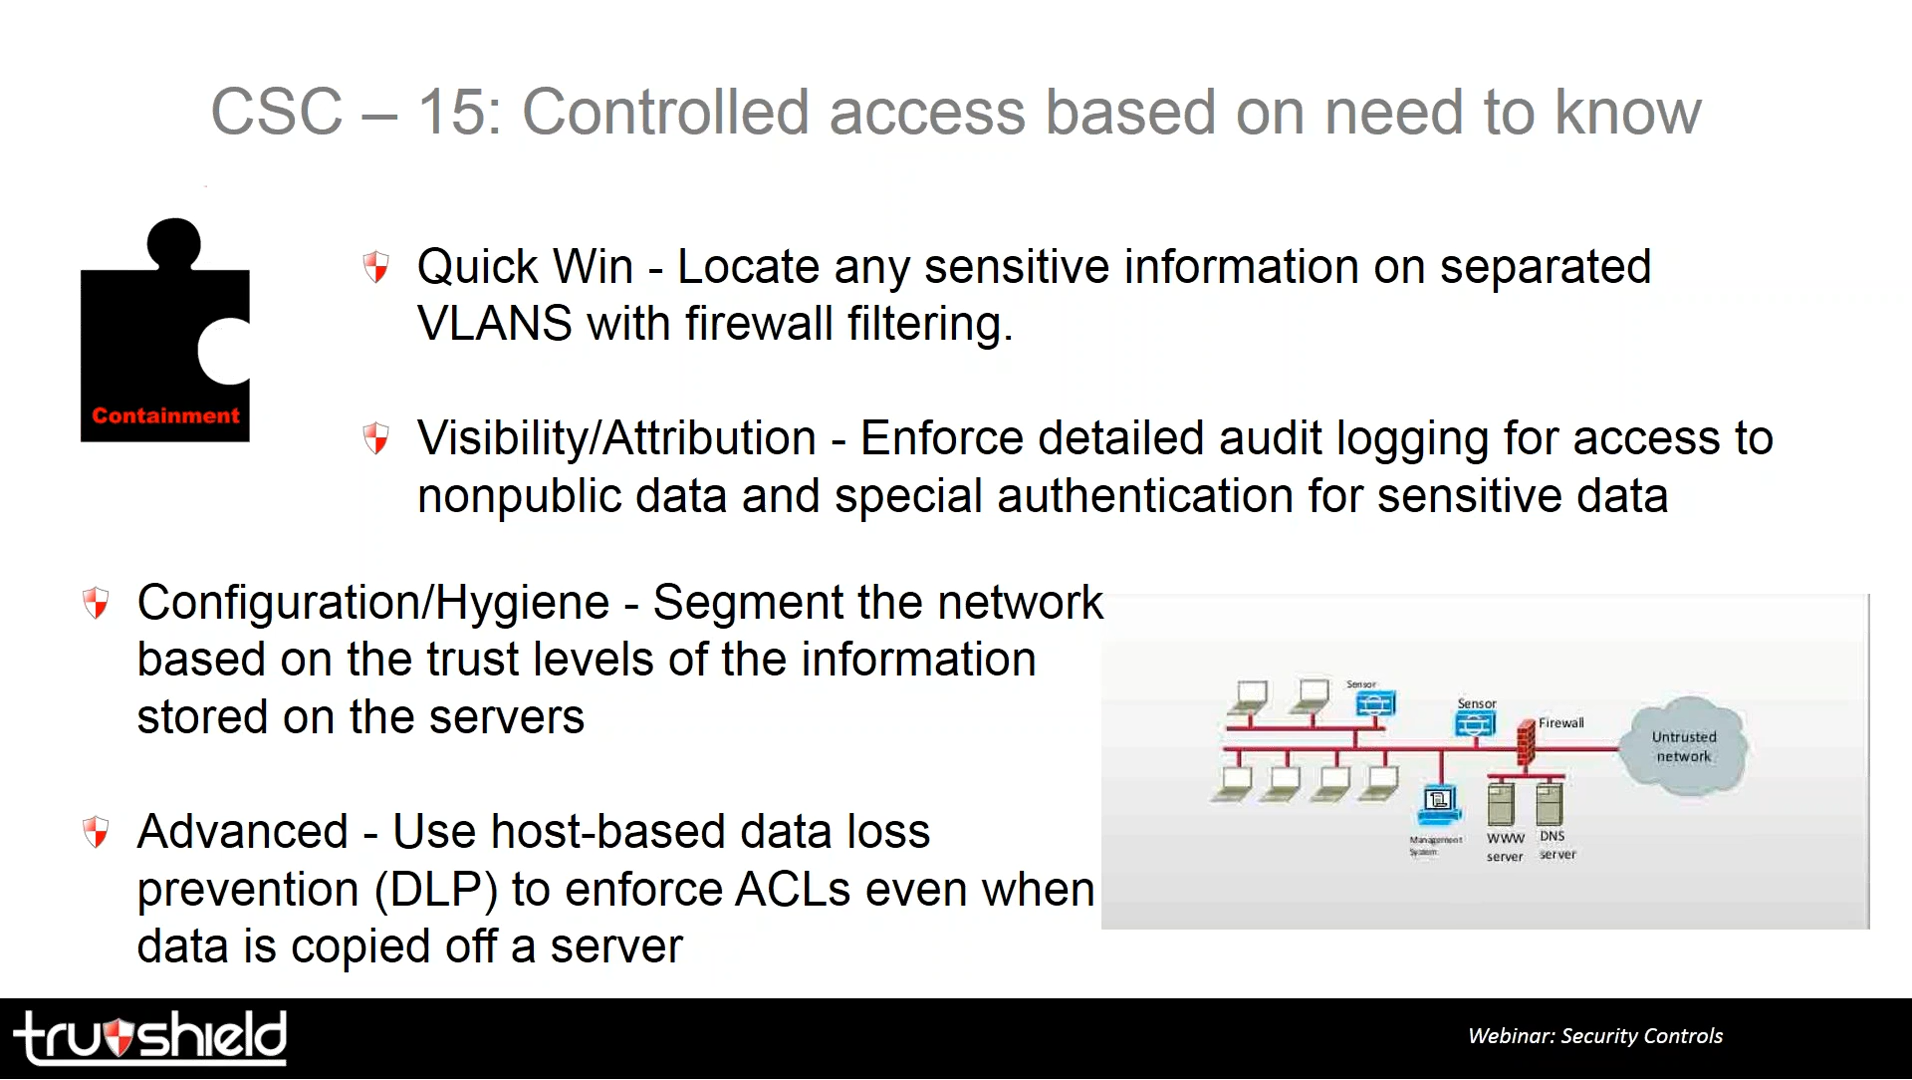 CSC – 15: Controlled access based on need to know
Containment
Quick Win - Locate any sensitive information on separated
VLANS with firewall filtering.
Visibility/Attribution - Enforce detailed audit logging for access to
nonpublic data and special authentication for sensitive data
Configuration/Hygiene - Segment the network
based on the trust levels of the information
stored on the servers
Advanced - Use host-based data loss
prevention (DLP) to enforce ACLs even when
data is copied off a server
Sensor
Sensor
Firewall
Untrusted
network
Management
System
WWW
server
DNS
server
trushield
Webinar: Security Controls